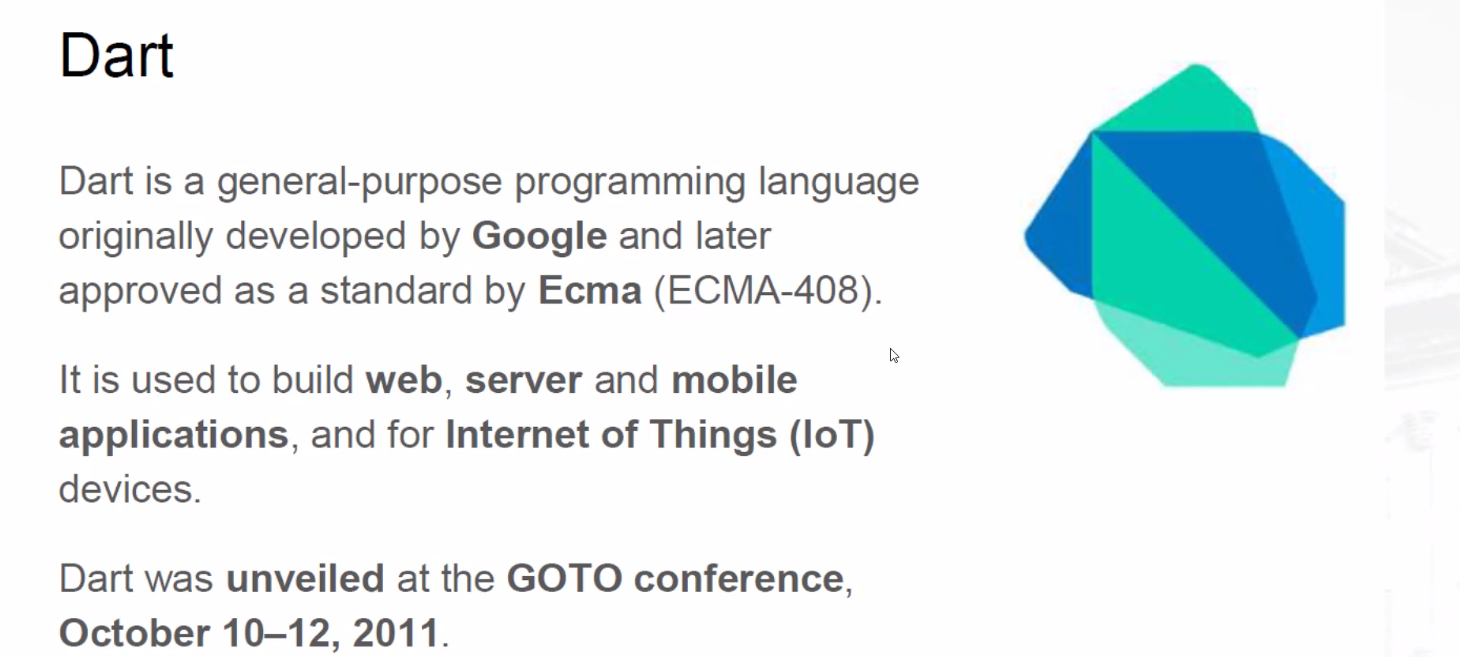 Dart
Dart is a general-purpose programming language
originally developed by Google and later
approved as a standard by Ecma (ECMA-408).
It is used to build web, server and mobile
applications, and for Internet of Things (IoT)
devices.
Dart was unveiled at the GOTO conference,
October 10–12, 2011.